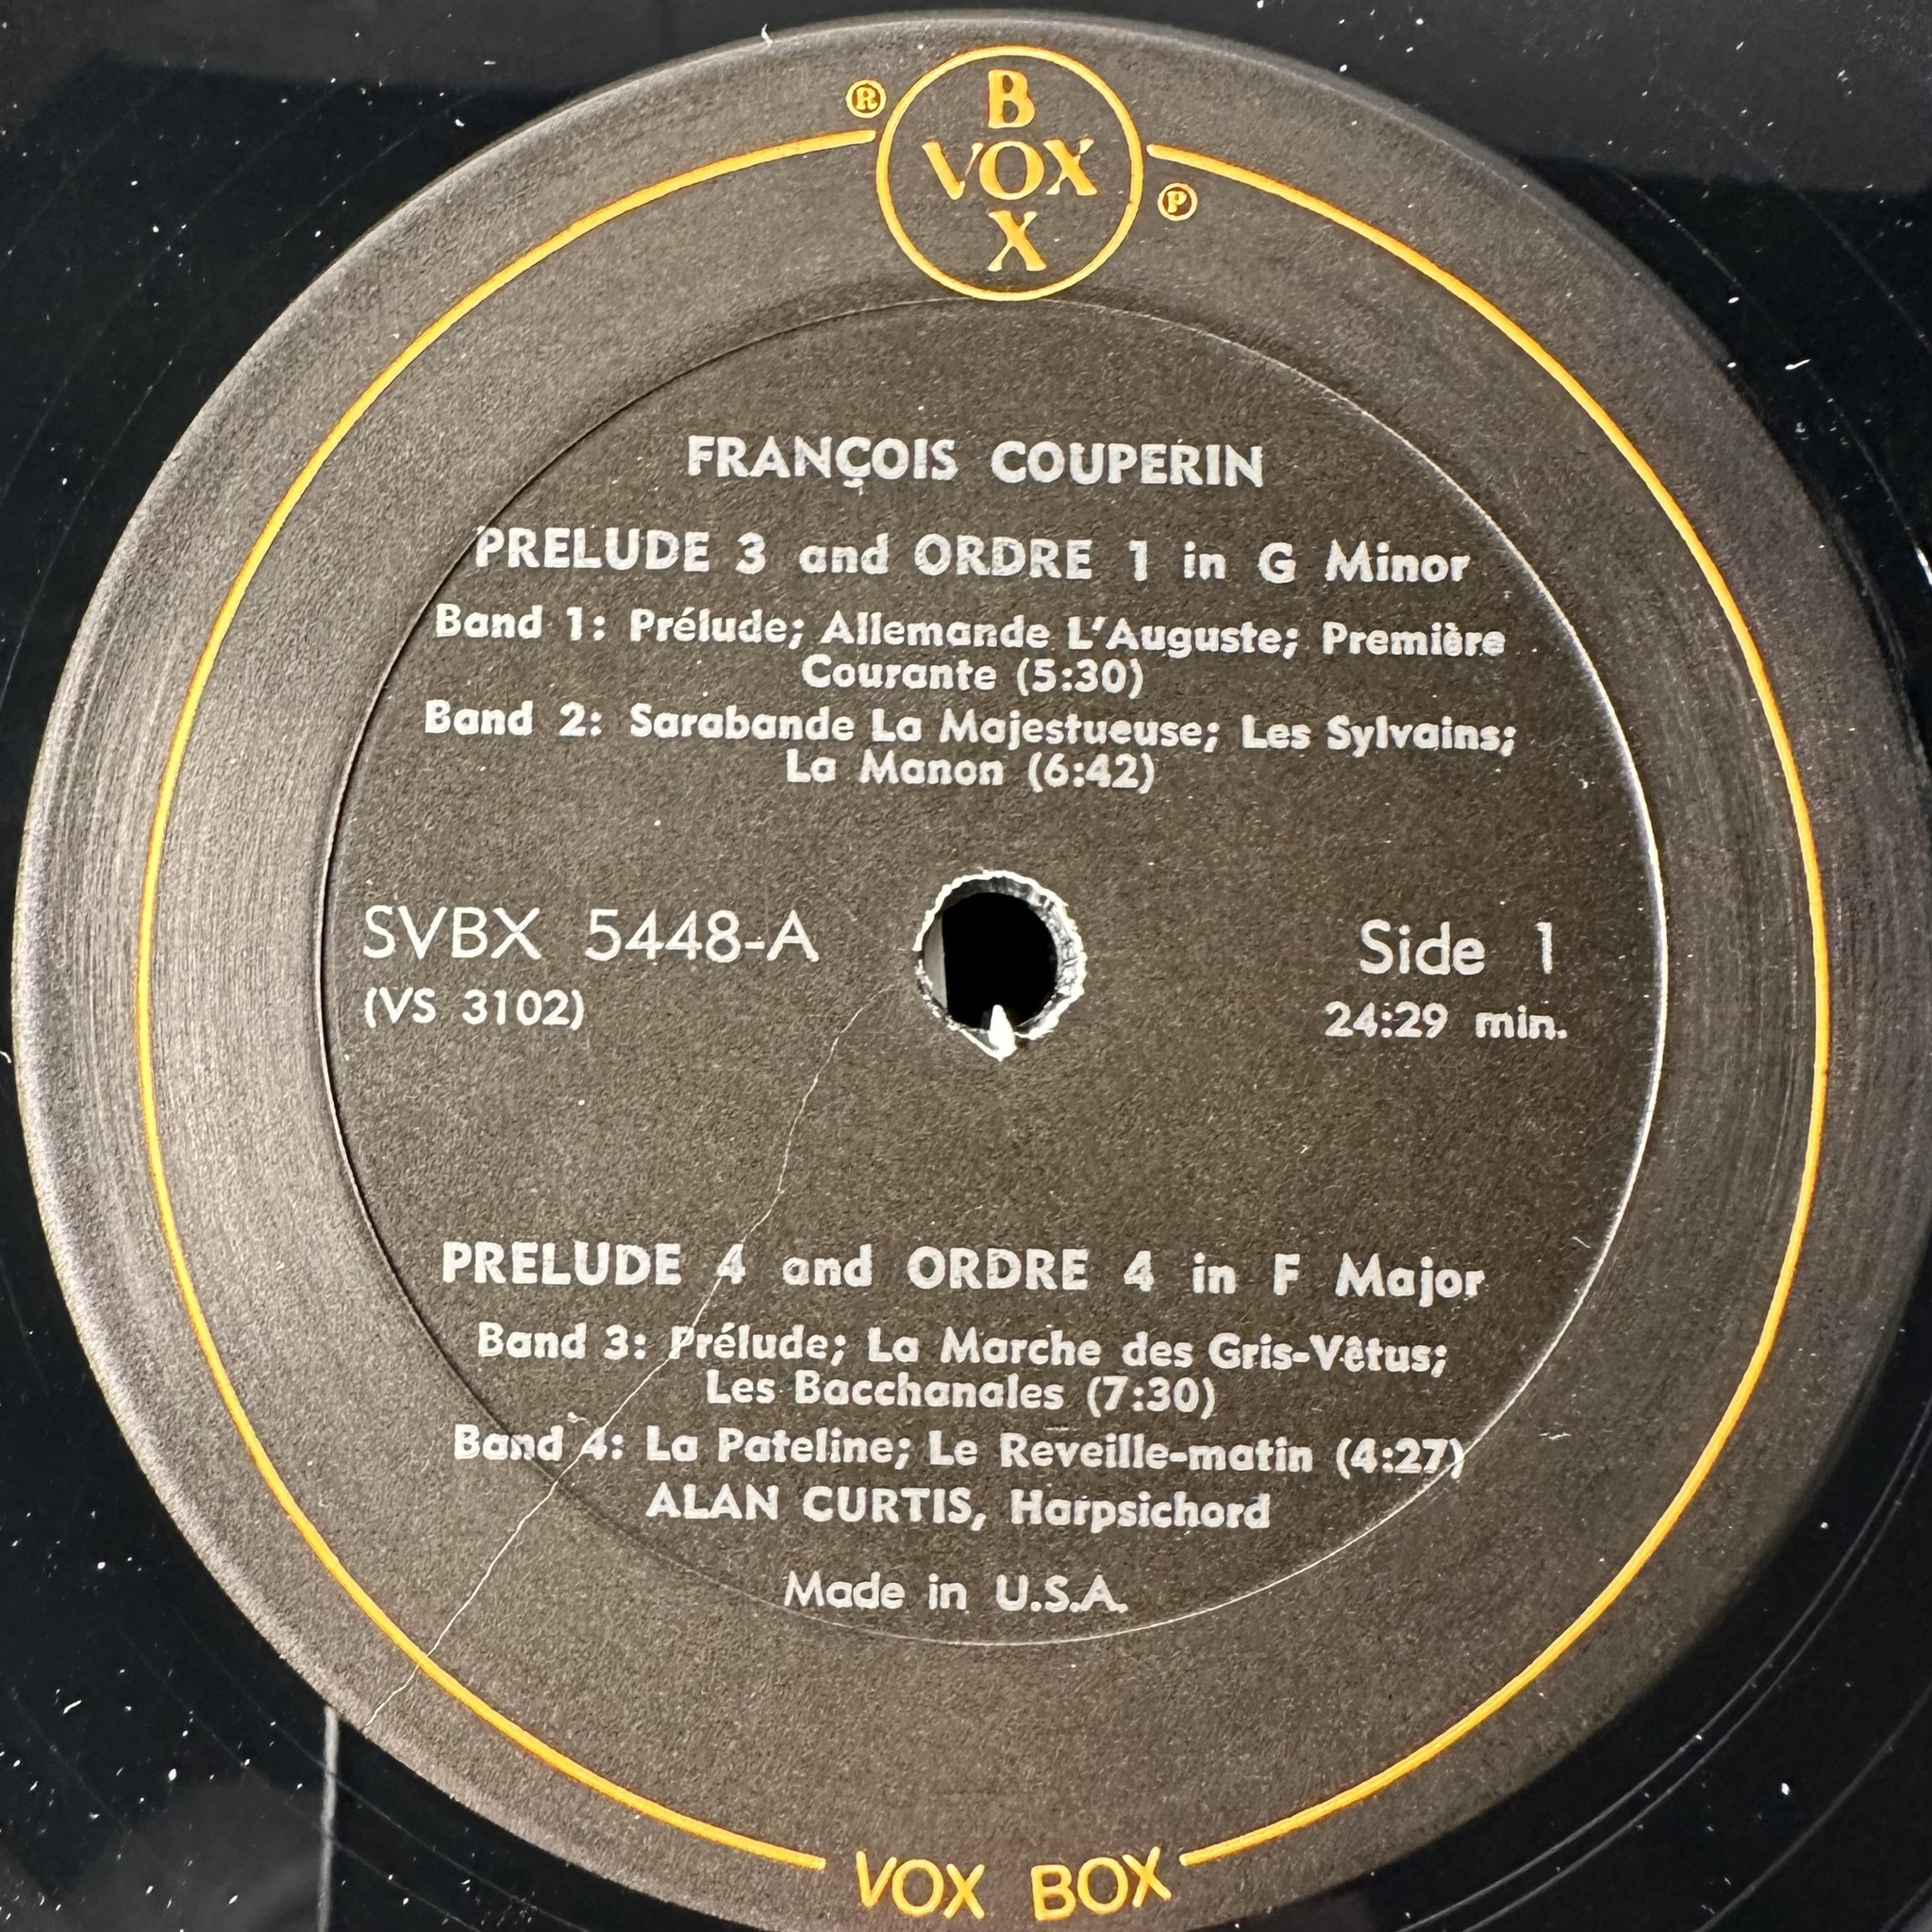 ®
B
VOX
X
℗
FRANÇOIS COUPERIN
PRELUDE 3 and ORDRE 1 in G Minor
Band 1: Prélude; Allemande L'Auguste; Première
Courante (5:30)
Band 2: Sarabande La Majestueuse; Les Sylvains;
La Manon (6:42)
SVBX 5448-A
(VS 3102)
Side 1
24:29 min.
PRELUDE 4 and ORDRE 4 in F Major
Band 3: Prélude; La Marche des Gris-Vêtus;
Les Bacchanales (7:30)
Band 4: La Pateline; Le Reveille-matin (4:27)
ALAN CURTIS, Harpsichord
Made in U.S.A.
VOX BOX